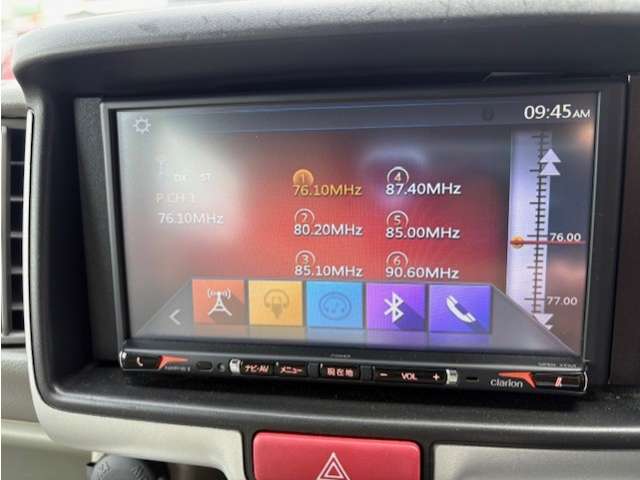 09:45AM
DX ST
P.CH 1
76.10MHz
1
76.10MHz
2
80.20MHz
3
85.10MHz
4
87.40MHz
5
85.00MHz
6
90.60MHz
76.00
77.00
ナビ・AV メニュー 現在地 − VOL + clarion